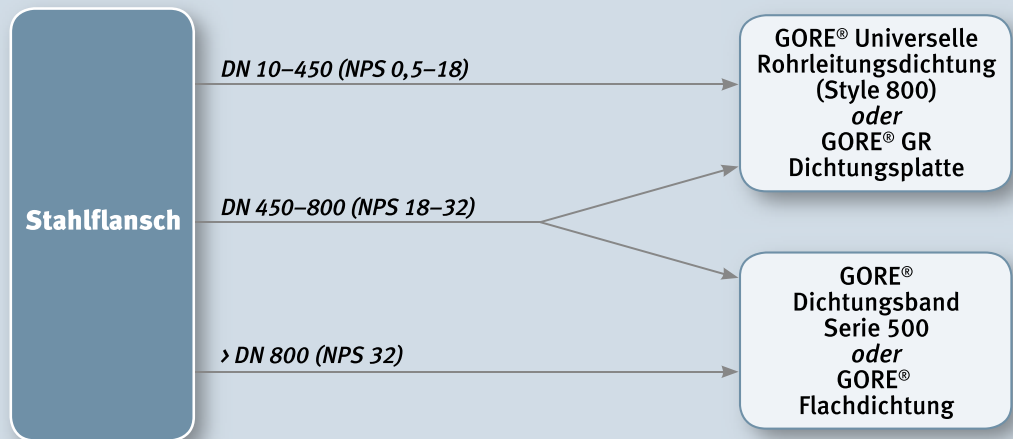 Stahlflansch
DN 10–450 (NPS 0,5–18)
DN 450–800 (NPS 18–32)
> DN 800 (NPS 32)
GORE® Universelle
Rohrleitungsdichtung
(Style 800)
oder
GORE® GR
Dichtungsplatte
GORE®
Dichtungsband
Serie 500
oder
GORE®
Flachdichtung